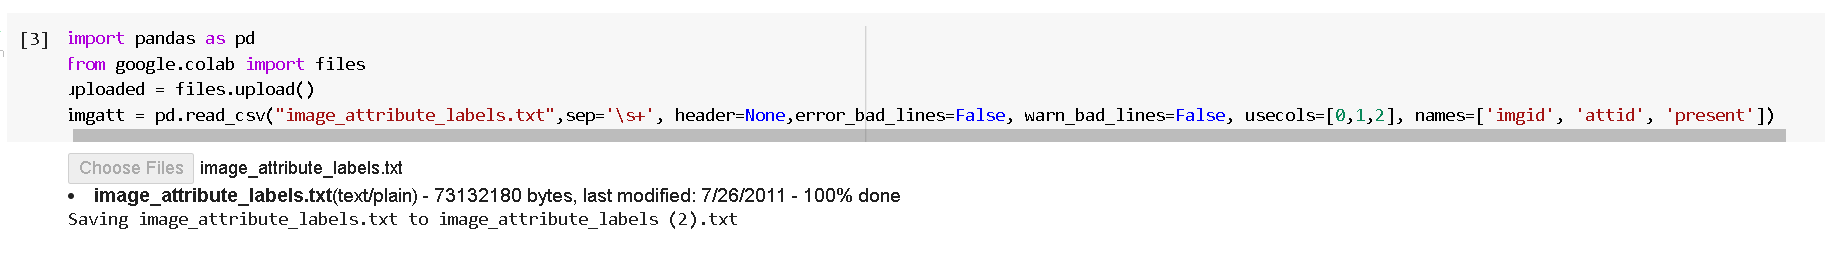 [3] import pandas as pd
from google.colab import files
uploaded = files.upload()
imgatt = pd.read_csv("image_attribute_labels.txt",sep='\s+', header=None,error_bad_lines=False, warn_bad_lines=False, usecols=[0,1,2], names=['imgid', 'attid', 'present'])
Choose Files image_attribute_labels.txt
• image_attribute_labels.txt(text/plain) - 73132180 bytes, last modified: 7/26/2011 - 100% done
Saving image_attribute_labels.txt to image_attribute_labels (2).txt